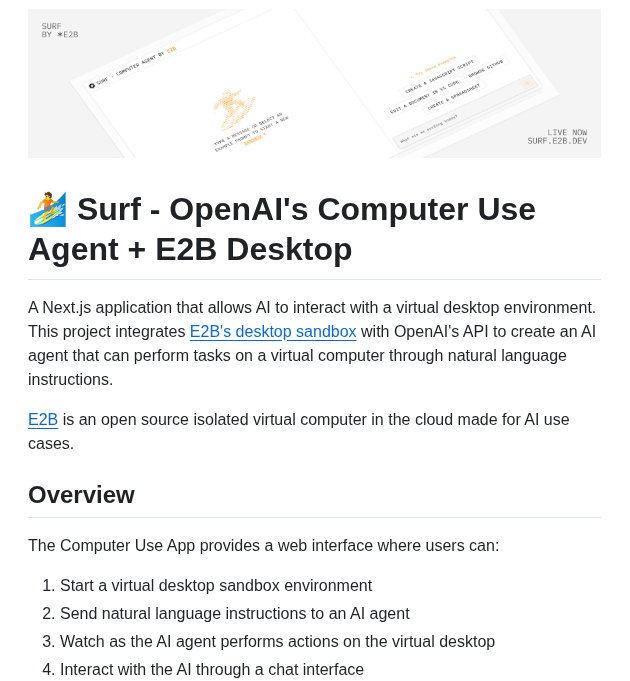 SURF
BY ✶E2B
SURF - COMPUTER AGENT BY E2B
TYPE A MESSAGE OR SELECT AN
EXAMPLE PROMPT TO START A NEW
SANDBOX
CREATE A JAVASCRIPT SCRIPT
BROWSE GITHUB
EDIT A DOCUMENT IN VS CODE
CREATE A SPREADSHEET
What are we surfing today?
LIVE NOW
SURF.E2B.DEV
🏄 Surf - OpenAI's Computer Use
Agent + E2B Desktop
A Next.js application that allows AI to interact with a virtual desktop environment.
This project integrates E2B's desktop sandbox with OpenAI's API to create an AI
agent that can perform tasks on a virtual computer through natural language
instructions.
E2B is an open source isolated virtual computer in the cloud made for AI use
cases.
Overview
The Computer Use App provides a web interface where users can:
1. Start a virtual desktop sandbox environment
2. Send natural language instructions to an AI agent
3. Watch as the AI agent performs actions on the virtual desktop
4. Interact with the AI through a chat interface